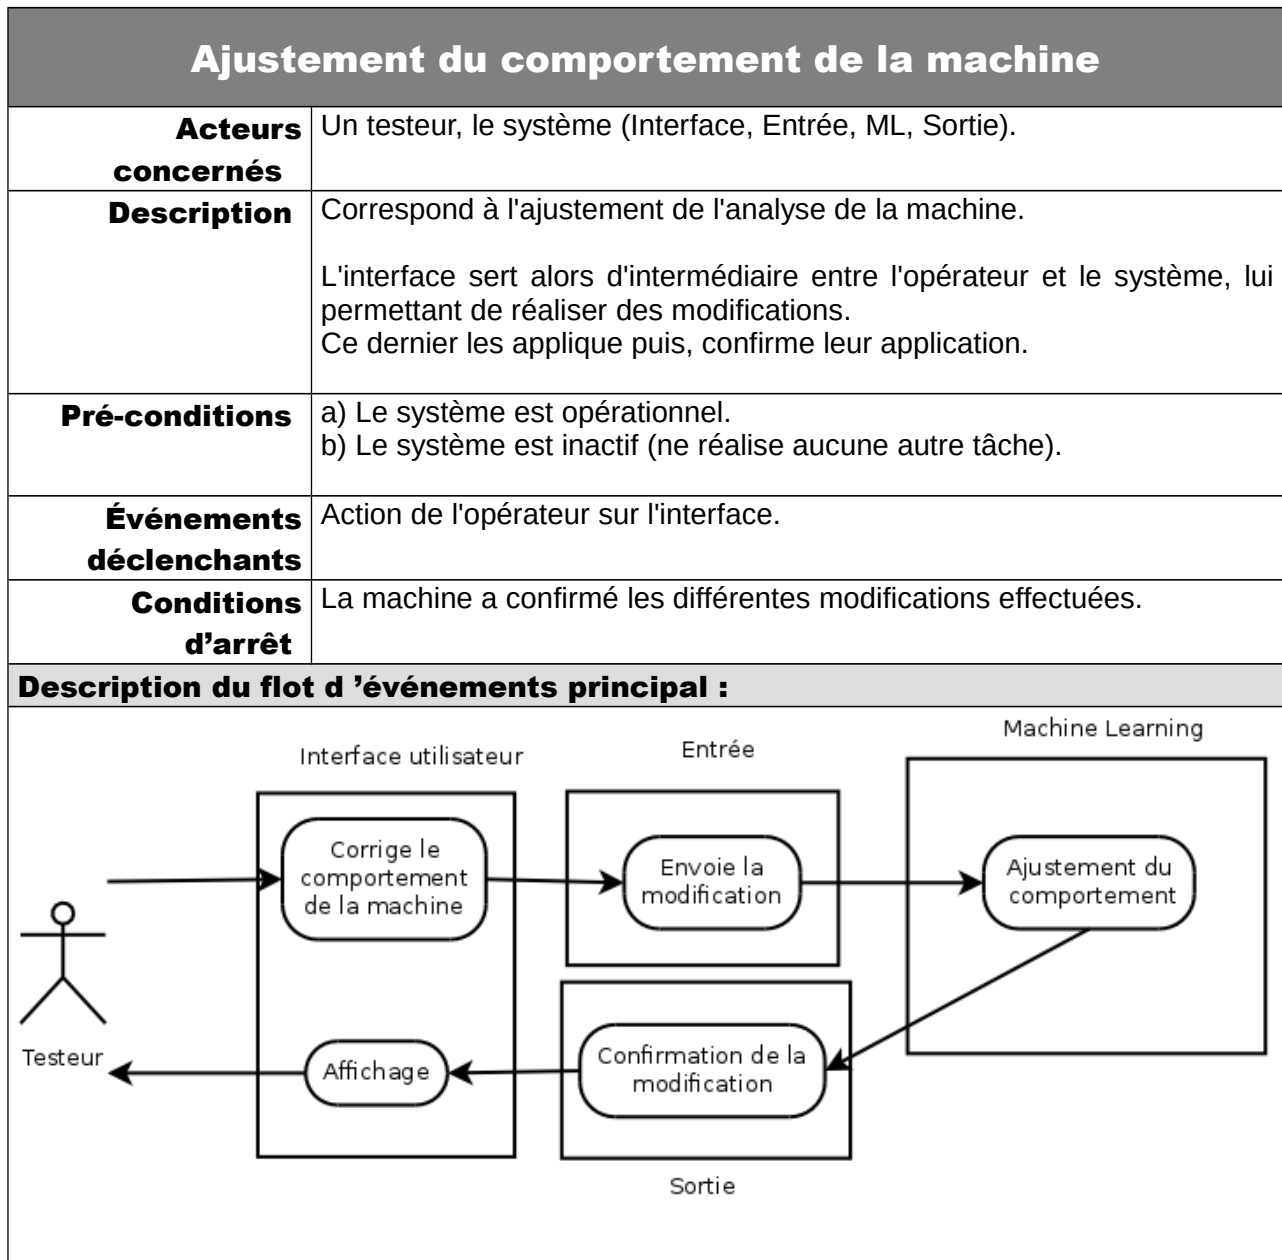 Ajustement du comportement de la machine
Acteurs
concernés
Un testeur, le système (Interface, Entrée, ML, Sortie).
Description
Correspond à l'ajustement de l'analyse de la machine.
L'interface sert alors d'intermédiaire entre l'opérateur et le système, lui
permettant de réaliser des modifications.
Ce dernier les applique puis, confirme leur application.
Pré-conditions
a) Le système est opérationnel.
b) Le système est inactif (ne réalise aucune autre tâche).
Événements
déclenchants
Action de l'opérateur sur l'interface.
Conditions
d’arrêt
La machine a confirmé les différentes modifications effectuées.
Description du flot d ’événements principal :
Interface utilisateur
Entrée
Machine Learning
Corrige le
comportement
de la machine
Envoie la
modification
Ajustement du
comportement
Testeur
Affichage
Confirmation de la
modification
Sortie